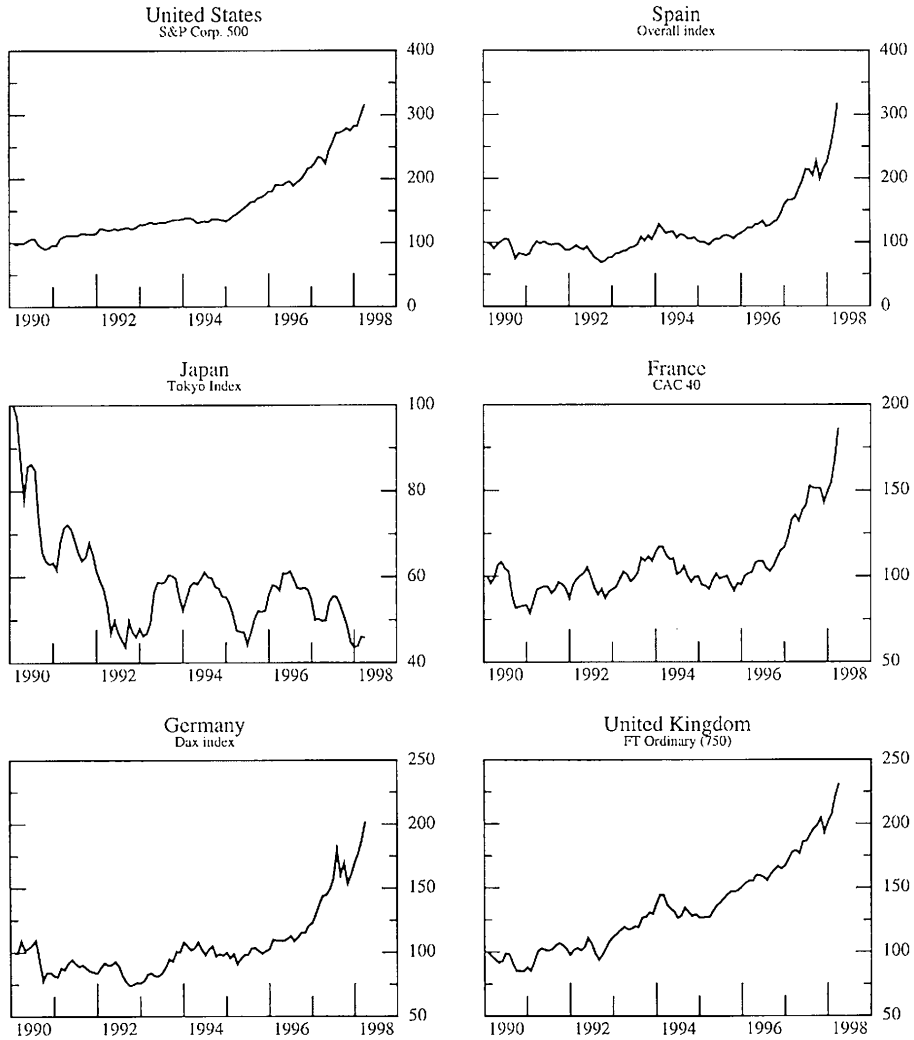 United States
S&P Corp. 500
400
300
200
100
0
1990 1992 1994 1996 1998
Spain
Overall index
400
300
200
100
0
1990 1992 1994 1996 1998
Japan
Tokyo Index
100
80
60
40
1990 1992 1994 1996 1998
France
CAC 40
200
150
100
50
1990 1992 1994 1996 1998
Germany
Dax index
250
200
150
100
50
1990 1992 1994 1996 1998
United Kingdom
FT Ordinary (750)
250
200
150
100
50
1990 1992 1994 1996 1998